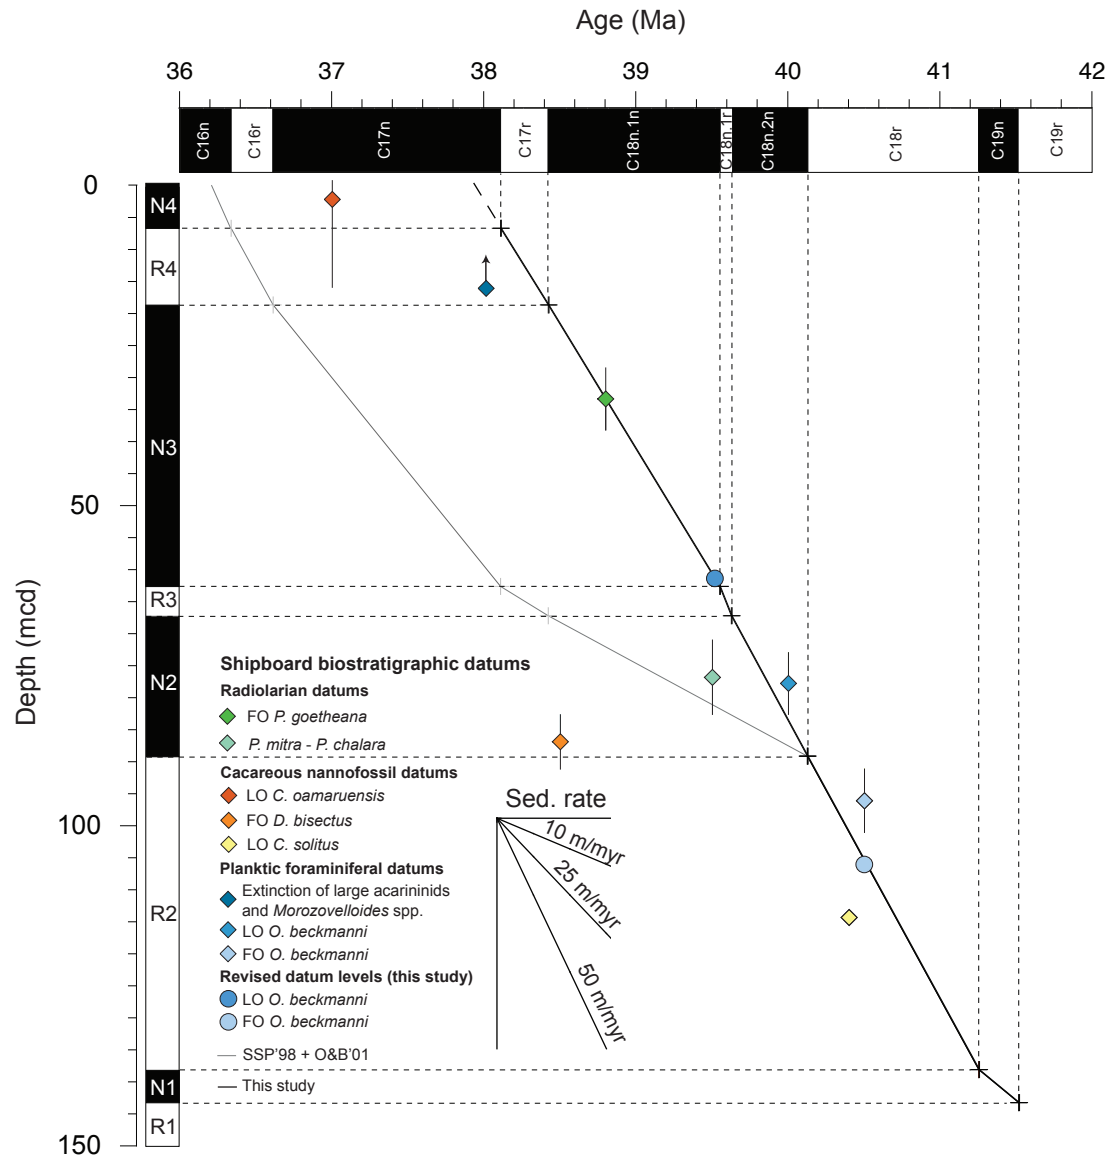 Age (Ma)
36 37 38 39 40 41 42
C16n C16r C17n C17r C18n.1n C18n.1r C18n.2n C18r C19n C19r
0
N4
R4
N3
50
R3
N2
Depth (mcd)
100
R2
N1
R1
150
Shipboard biostratigraphic datums
Radiolarian datums
FO P. goetheana
P. mitra - P. chalara
Cacareous nannofossil datums
LO C. oamaruensis
FO D. bisectus
LO C. solitus
Planktic foraminiferal datums
Extinction of large acarininids
and Morozovelloides spp.
LO O. beckmanni
FO O. beckmanni
Revised datum levels (this study)
LO O. beckmanni
FO O. beckmanni
SSP'98 + O&B'01
This study
Sed. rate
10 m/myr
25 m/myr
50 m/myr